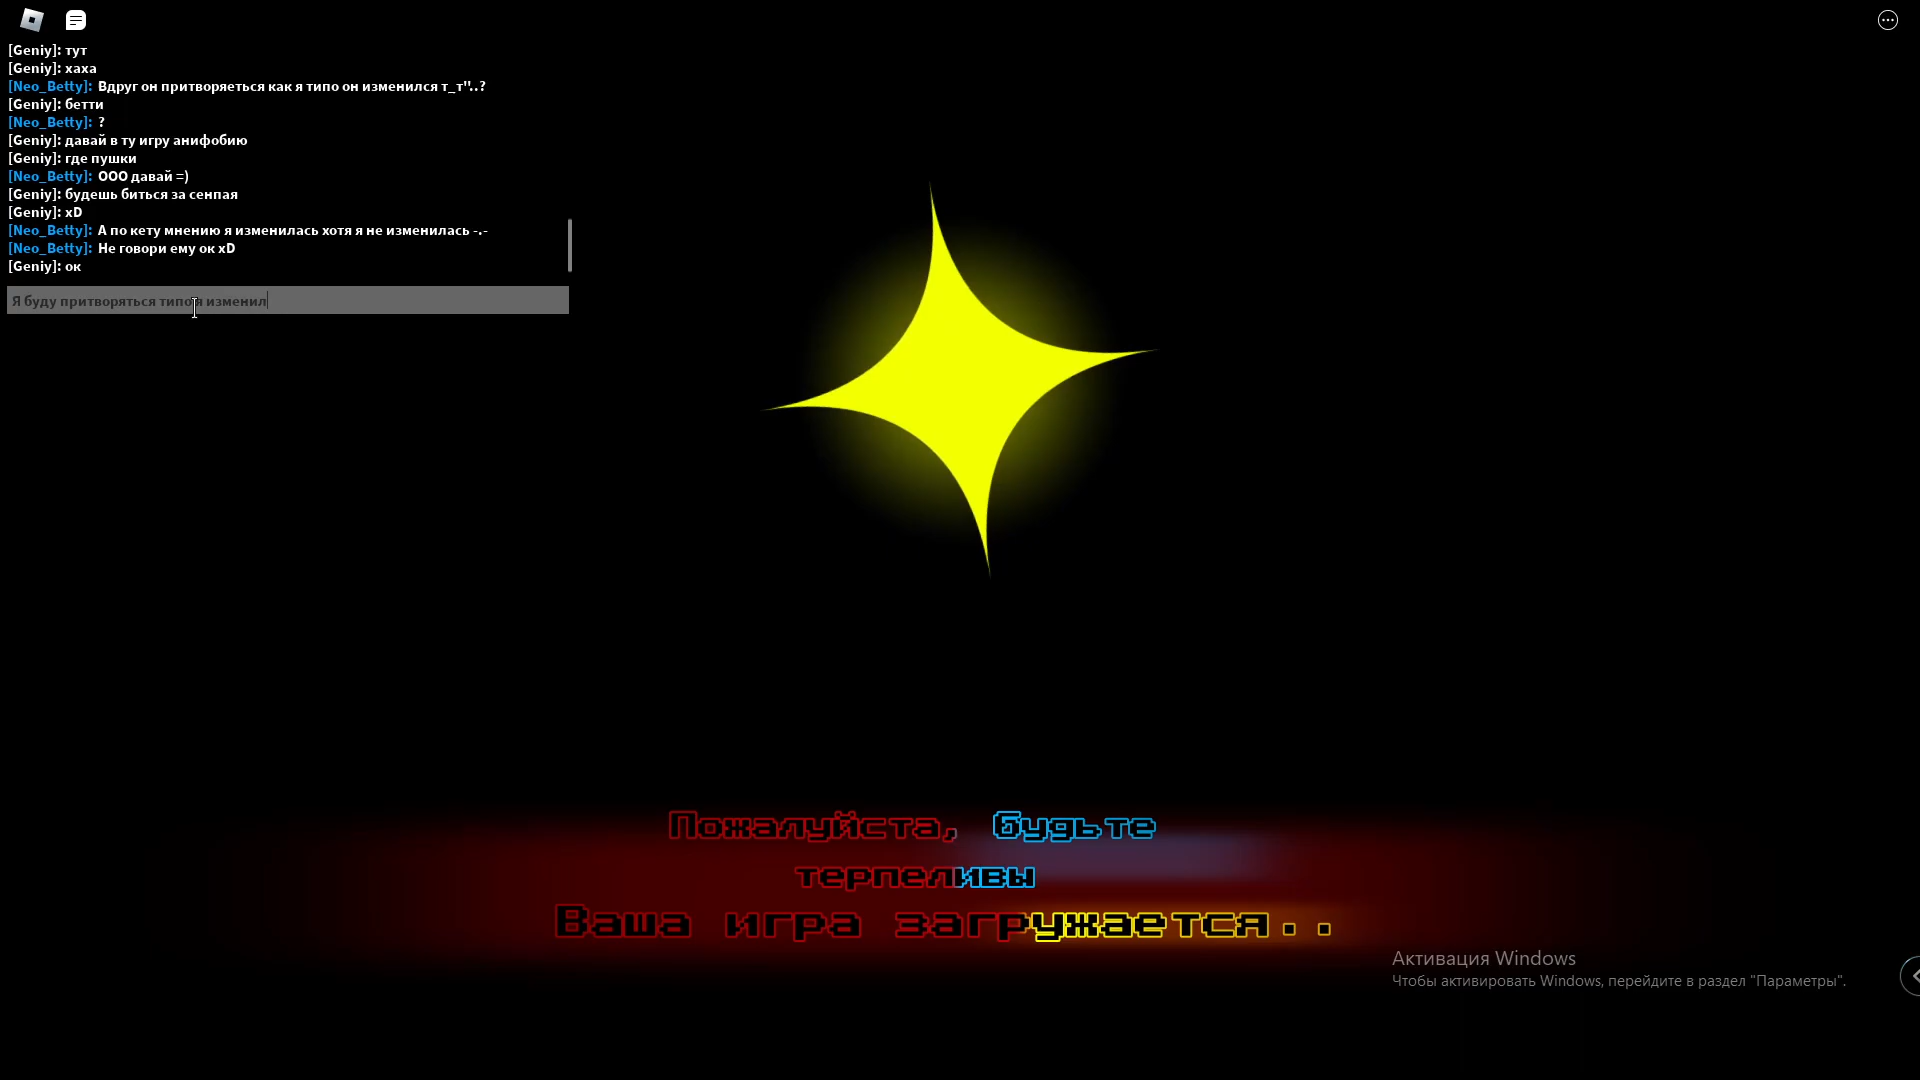 [Geniy]: тут
[Geniy]: хаха
[Neo_Betty]: Вдруг он притворяеться как я типо он изменился т_т"..?
[Geniy]: бетти
[Neo_Betty]: ?
[Geniy]: давай в ту игру анифобию
[Geniy]: где пушки
[Neo_Betty]: ООО давай =)
[Geniy]: будешь биться за сенпая
[Geniy]: xD
[Neo_Betty]: А по кету мнению я изменилась хотя я не изменилась -.-
[Neo_Betty]: Не говори ему ок xD
[Geniy]: ок
Я буду притворяться типо я изменил
Пожалуйста, будьте
терпеливы
Ваша игра загружается..
Активация Windows
Чтобы активировать Windows, перейдите в раздел "Параметры".